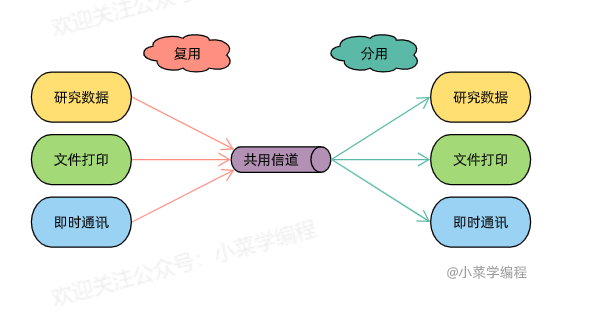 欢迎关注公众号
复用
分用
研究数据
研究数据
文件打印
共用信道
文件打印
即时通讯
即时通讯
欢迎关注公众号：小菜学编程
@小菜学编程